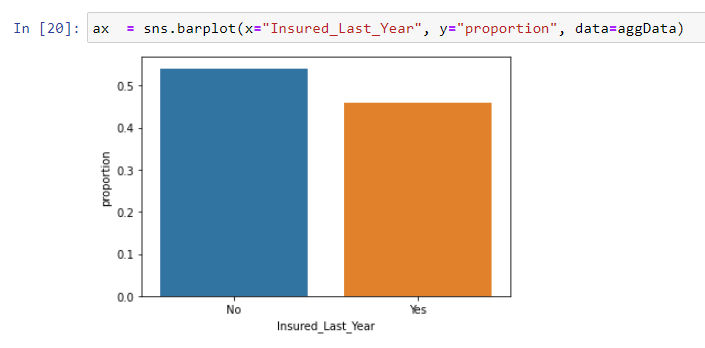 In [20]: ax  = sns.barplot(x="Insured_Last_Year", y="proportion", data=aggData)
0.5
0.4
0.3
0.2
0.1
0.0
proportion
No Yes
Insured_Last_Year